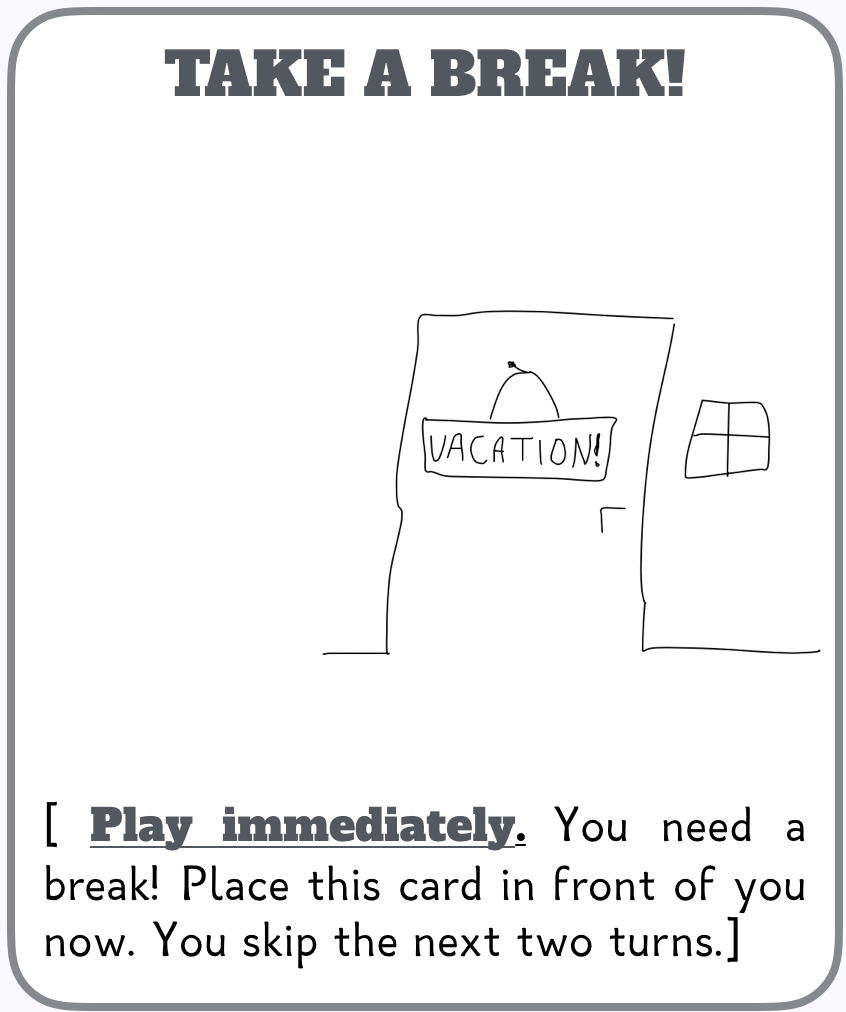 TAKE A BREAK!
VACATION!
[ Play immediately. You need a
break! Place this card in front of you
now. You skip the next two turns.]